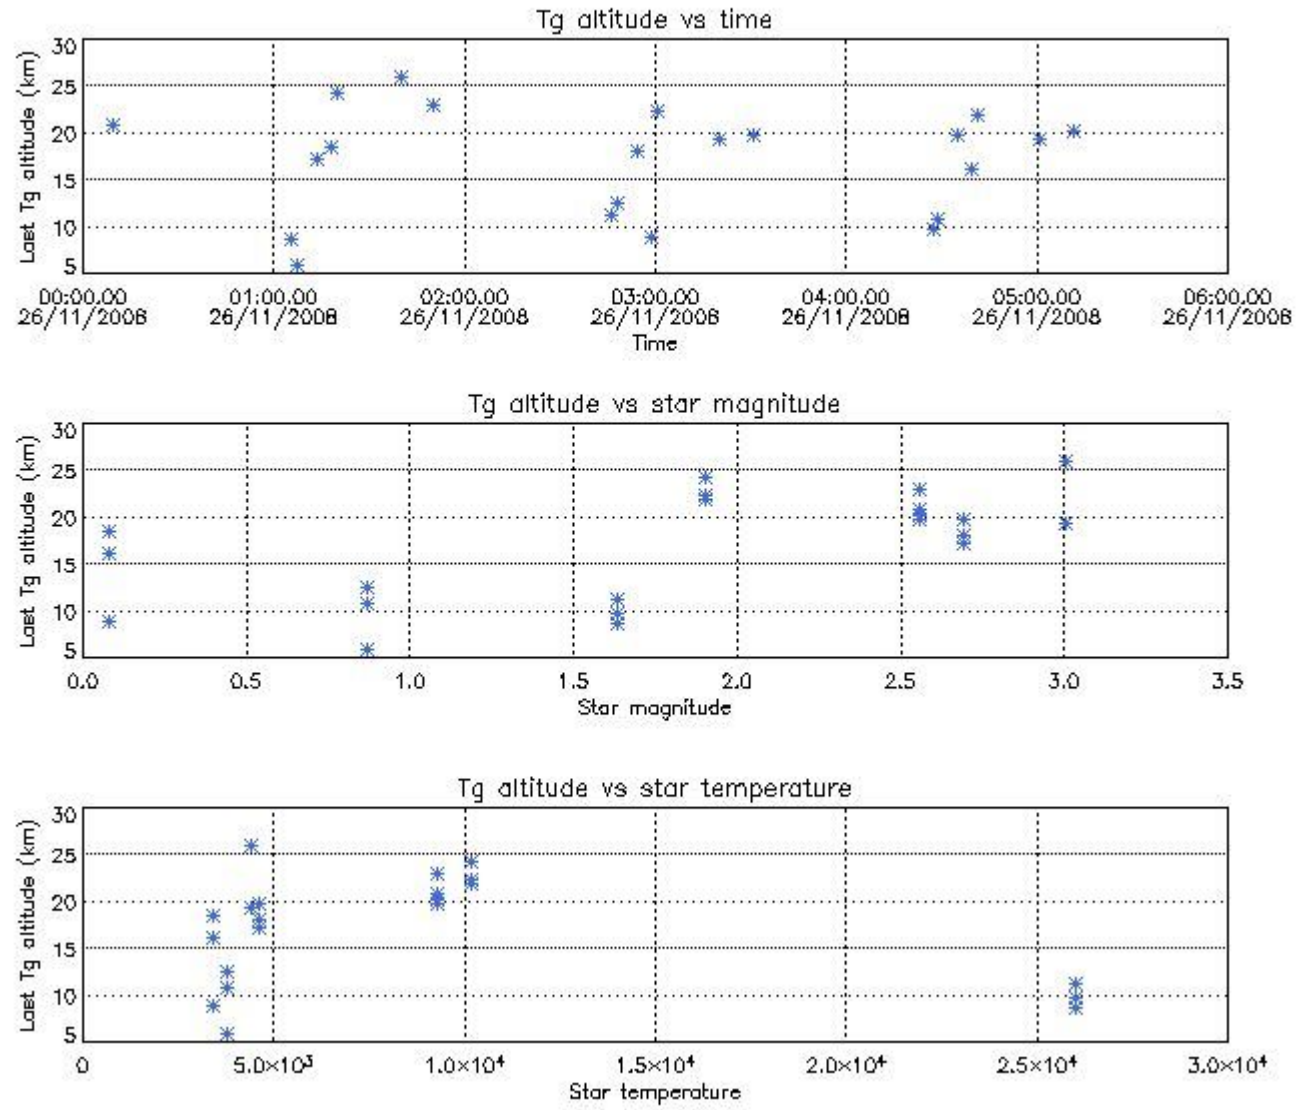 Tg altitude vs time
Last Tg altitude (km)
30
25
20
15
10
5
00:00.00 01:00.00 02:00.00 03:00.00 04:00.00 05:00.00 06:00.00
26/11/2008 26/11/2008 26/11/2008 26/11/2008 26/11/2008 26/11/2008 26/11/2008
Time
Tg altitude vs star magnitude
Last Tg altitude (km)
30
25
20
15
10
5
0.0 0.5 1.0 1.5 2.0 2.5 3.0 3.5
Star magnitude
Tg altitude vs star temperature
Last Tg altitude (km)
30
25
20
15
10
5
0 5.0×10³ 1.0×10⁴ 1.5×10⁴ 2.0×10⁴ 2.5×10⁴ 3.0×10⁴
Star temperature